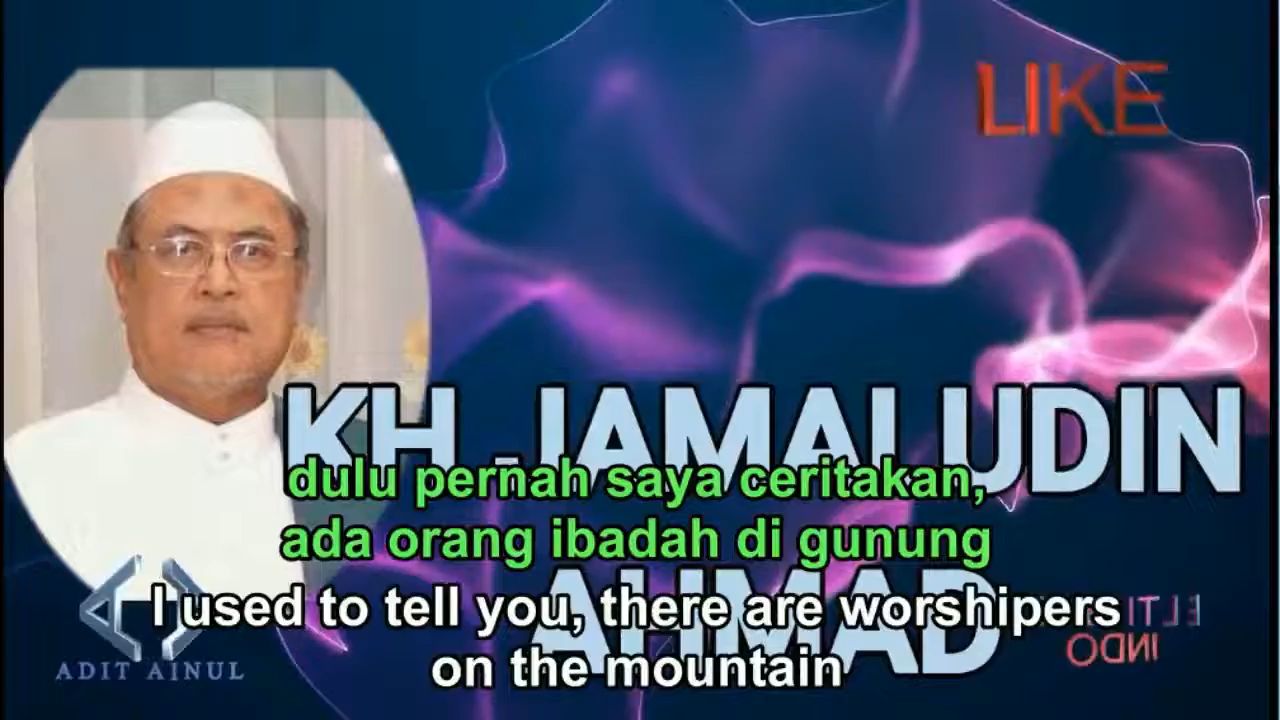 LIKE
KH JAMALUDIN
AHMAD
dulu pernah saya ceritakan,
ada orang ibadah di gunung
I used to tell you, there are worshipers
on the mountain
INDO
ADIT AINUL